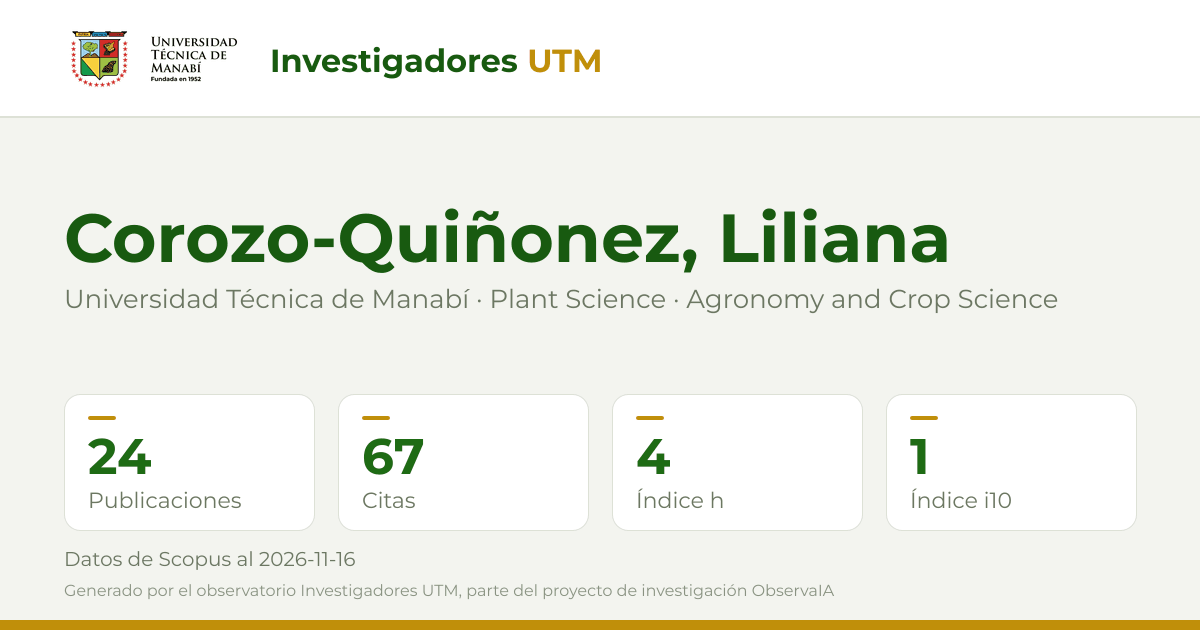 UNIVERSIDAD
TÉCNICA DE
MANABÍ
Fundada en 1952
Investigadores UTM
Corozo-Quiñonez, Liliana
Universidad Técnica de Manabí · Plant Science · Agronomy and Crop Science
24
Publicaciones
67
Citas
4
Índice h
1
Índice i10
Datos de Scopus al 2026-11-16
Generado por el observatorio Investigadores UTM, parte del proyecto de investigación ObservaIA